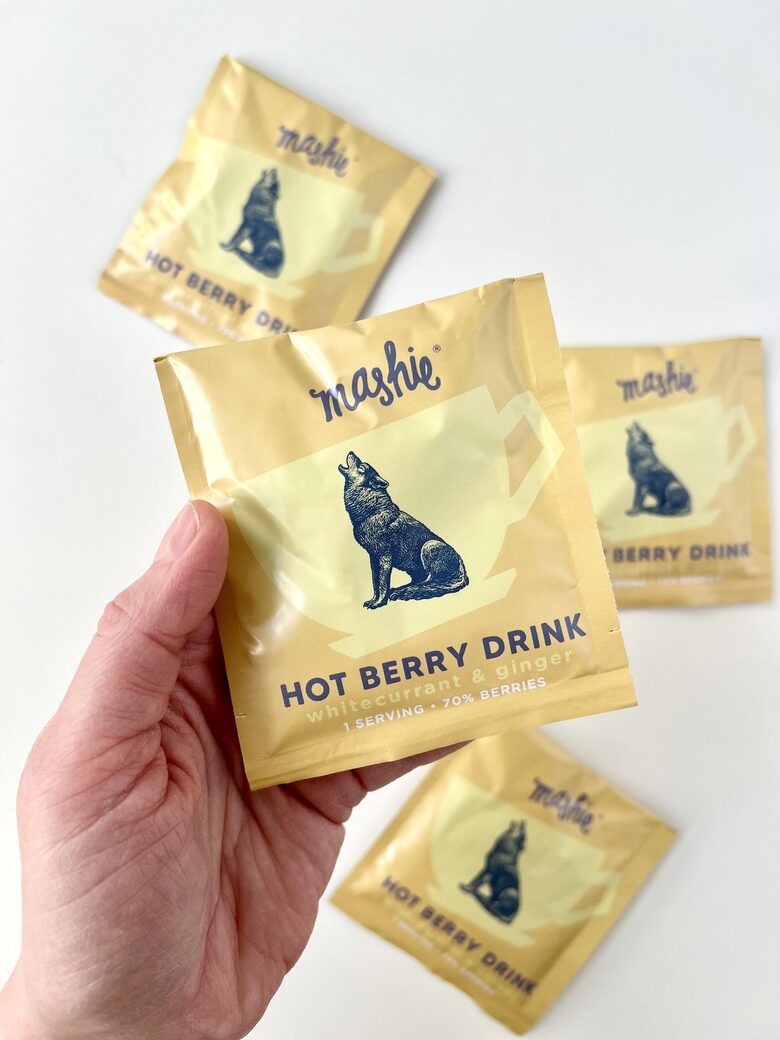 mashie
HOT BERRY DRIN
mashie®
HOT BERRY DRINK
whitecurrant & ginger
1 SERVING • 70% BERRIES
mashie
BERRY DRINK
mashie
HOT BERRY DRINK